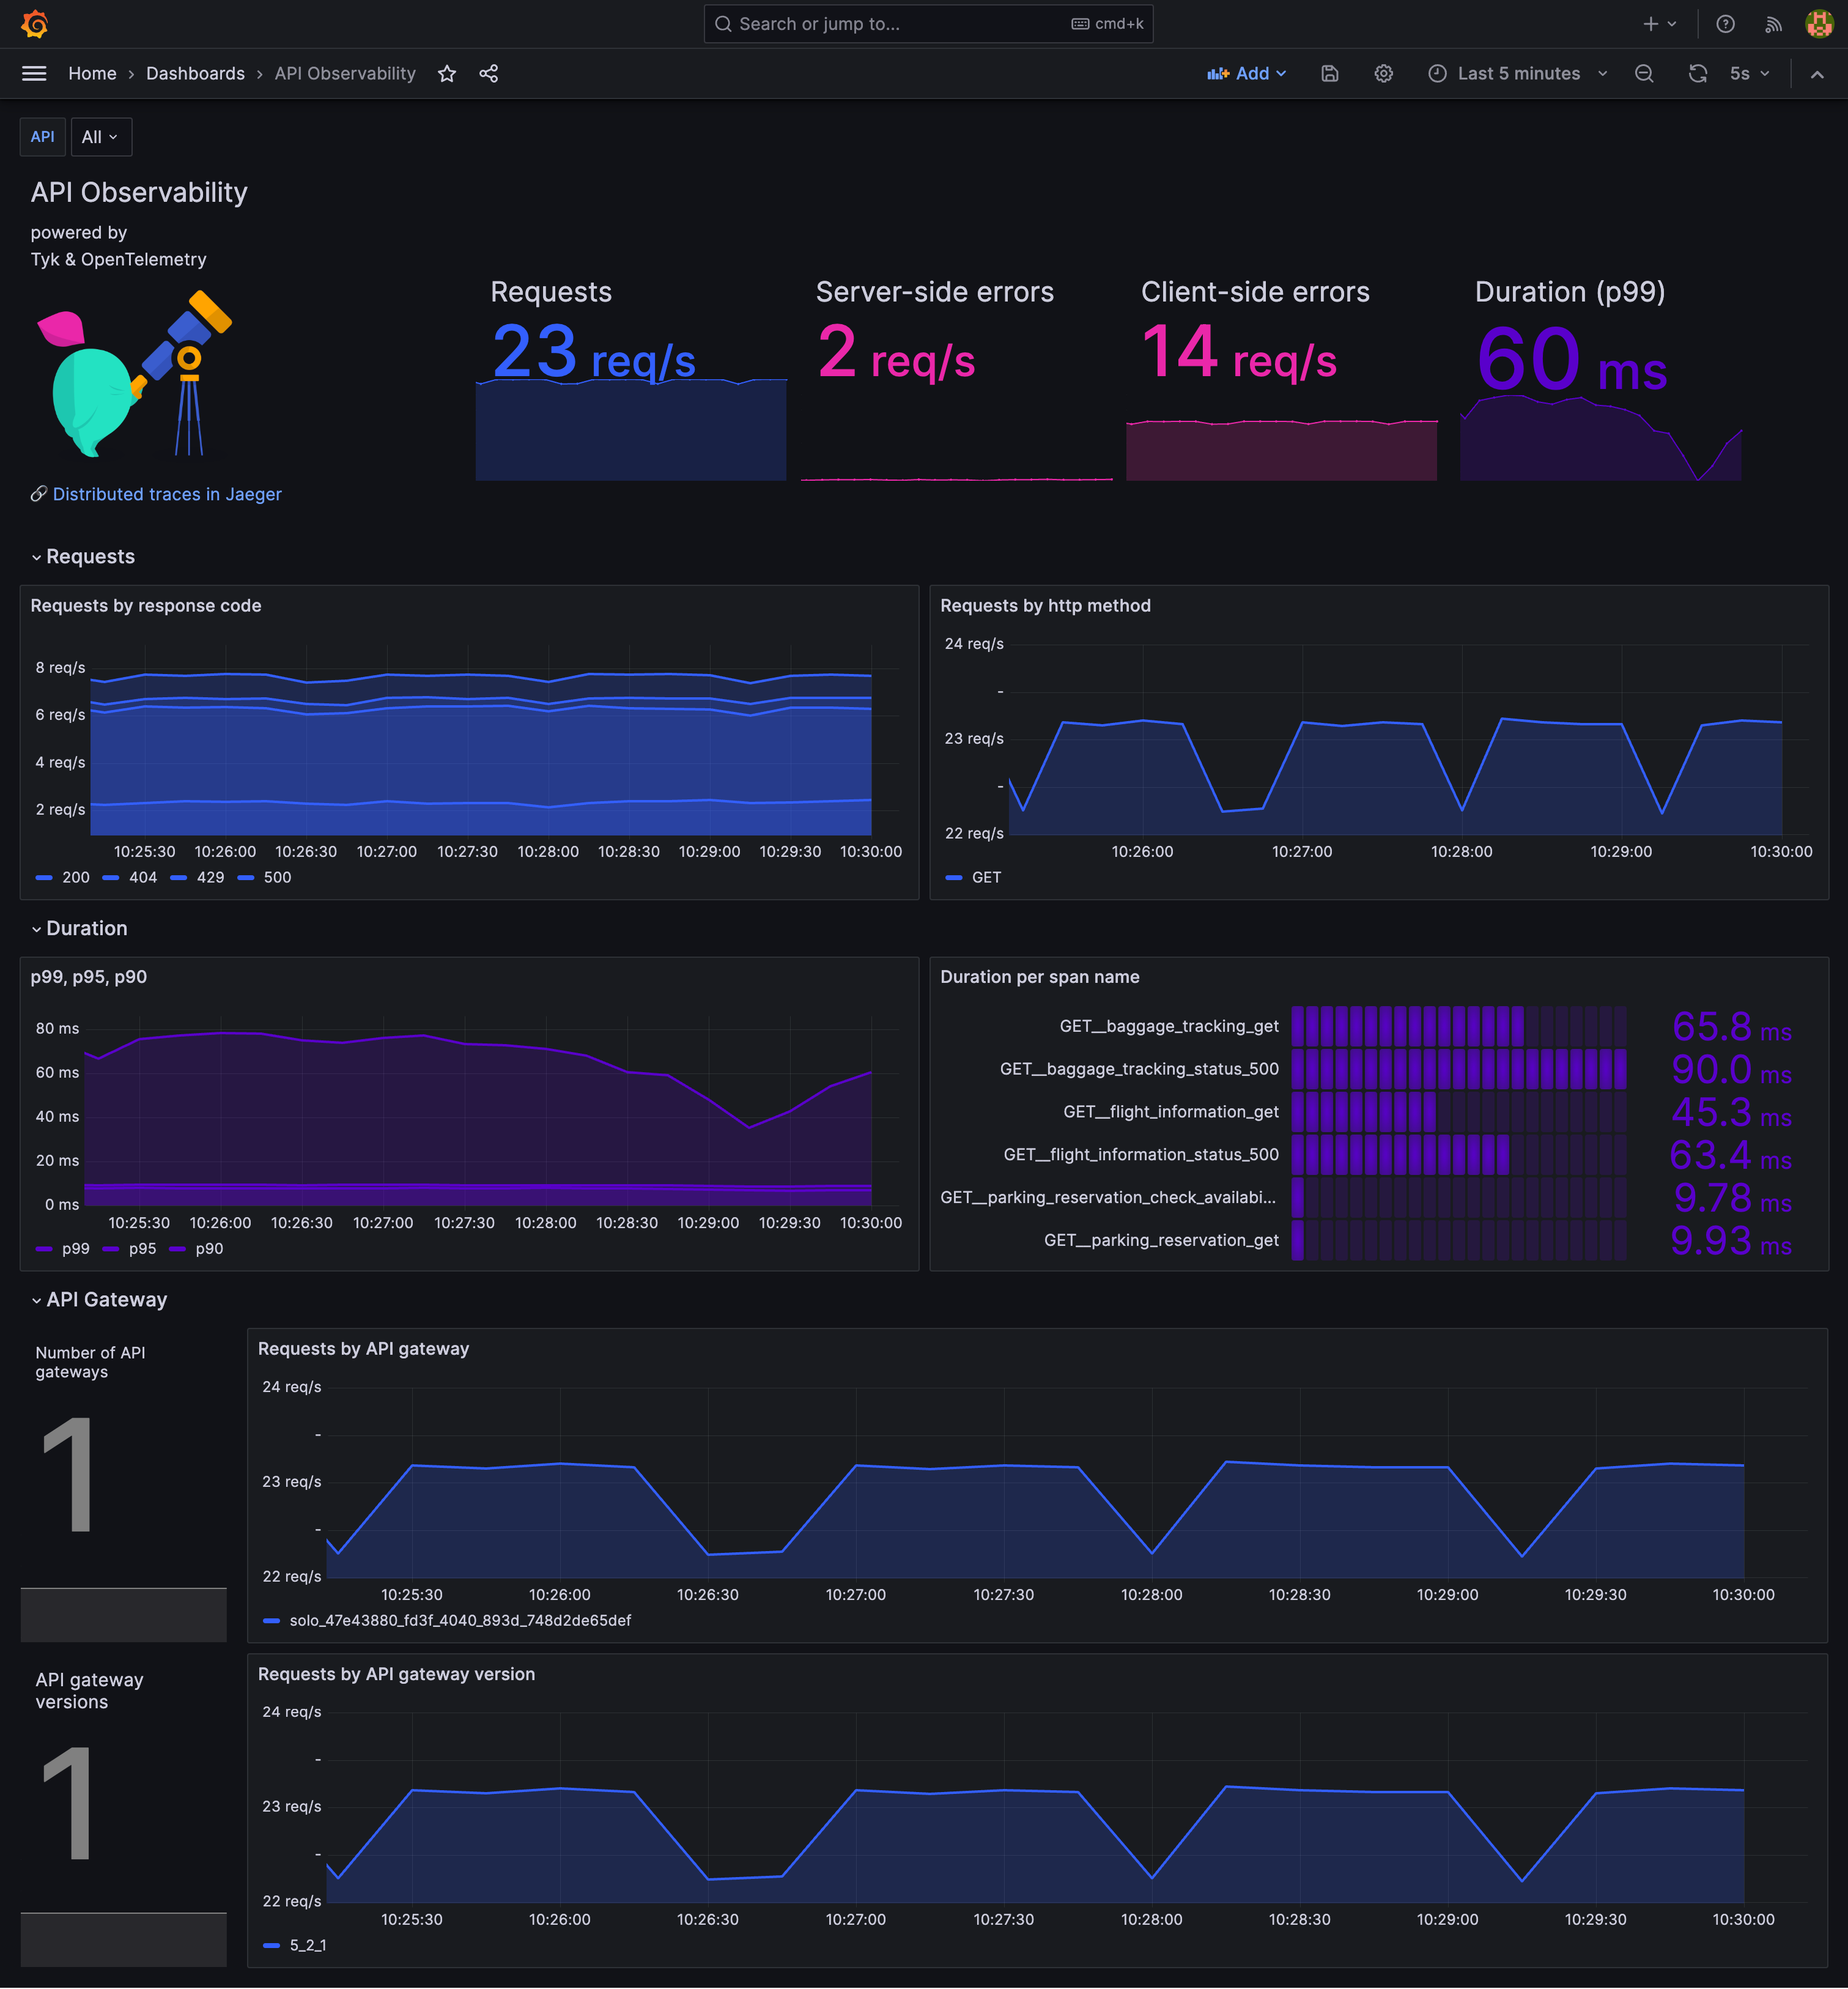 Search or jump to...
cmd+k
Home › Dashboards › API Observability
Add
Last 5 minutes
5s
API
All
API Observability
powered by
Tyk & OpenTelemetry
Distributed traces in Jaeger
Requests
23 req/s
Server-side errors
2 req/s
Client-side errors
14 req/s
Duration (p99)
60 ms
Requests
Requests by response code
8 req/s
6 req/s
4 req/s
2 req/s
10:25:30 10:26:00 10:26:30 10:27:00 10:27:30 10:28:00 10:28:30 10:29:00 10:29:30 10:30:00
200 404 429 500
Requests by http method
24 req/s
-
23 req/s
-
22 req/s
10:26:00 10:27:00 10:28:00 10:29:00 10:30:00
GET
Duration
p99, p95, p90
80 ms
60 ms
40 ms
20 ms
0 ms
10:25:30 10:26:00 10:26:30 10:27:00 10:27:30 10:28:00 10:28:30 10:29:00 10:29:30 10:30:00
p99 p95 p90
Duration per span name
GET__baggage_tracking_get 65.8 ms
GET__baggage_tracking_status_500 90.0 ms
GET__flight_information_get 45.3 ms
GET__flight_information_status_500 63.4 ms
GET__parking_reservation_check_availabi... 9.78 ms
GET__parking_reservation_get 9.93 ms
API Gateway
Number of API
gateways
1
Requests by API gateway
24 req/s
-
23 req/s
-
22 req/s
10:25:30 10:26:00 10:26:30 10:27:00 10:27:30 10:28:00 10:28:30 10:29:00 10:29:30 10:30:00
solo_47e43880_fd3f_4040_893d_748d2de65def
API gateway
versions
1
Requests by API gateway version
24 req/s
-
23 req/s
-
22 req/s
10:25:30 10:26:00 10:26:30 10:27:00 10:27:30 10:28:00 10:28:30 10:29:00 10:29:30 10:30:00
5_2_1